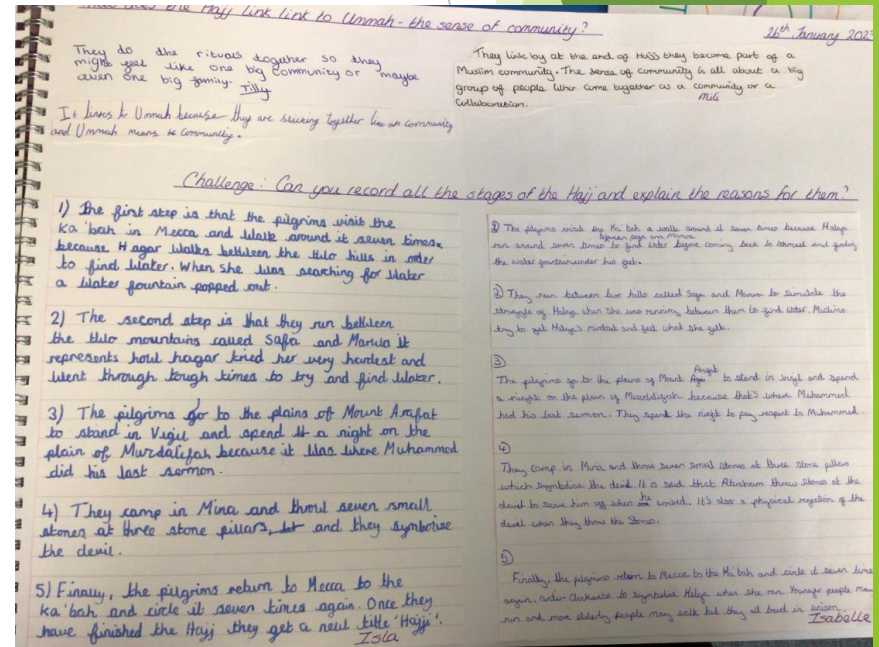 the Hajj link link to Ummah - the sense of community?
26th January 2023
They do the rituals together so they
might feel like one big community or maybe
even one big family. Tilly
They link by at the end of Hajj they become part of a
Muslim community. The sense of community is all about a big
group of people who come together as a community or a
Collaboration. Mili
It links to Ummah because they are sticking together like an community
and Ummah means to community.
Challenge: Can you record all the stages of the Hajj and explain the reasons for them?
1) The first step is that the pilgrims visit the
ka'bah in Mecca and walk around it seven times.
because Hagar walks between the two hills in order
to find water. When she was searching for water
a water fountain popped out.
2) The second step is that they run between
the two mountains called Safa and Marwa it
represents how hagar tried her very hardest and
went through tough times to try and find water.
3) The pilgrims go to the plains of Mount Arafat
to stand in Vigil and spend a night on the
plain of Muzdalifah because it was where Muhammed
did his last sermon.
4) They camp in Mina and throw seven small
stones at three stone pillars, and they symbolise
the devil.
5) Finally, the pilgrims return to Mecca to the
ka'bah and circle it seven times again. Once they
have finished the Hajj they get a new title 'Hajji'.
Isla
1) The pilgrims visit the Ka'bah a walk around it seven times because
ran around seven times to find water before coming back to and finding
the water fountain under his feet.
2) They run between two hills called and to simulate the
struggle of when she was running between them to find water. Muslims
try to get mindset and feel what she felt.
3)
The pilgrims go to the plains of Mount Arafat to stand in vigil and spend
a night on the plain of because that's where Muhammed
had his last sermon. They spend the night to pay respect to Muhammed.
4)
They camp in Mina and throw seven small stones at three stone pillars
which symbolise the devil. It is said that Abraham threw stones at the
devil to him off when he arrived. It's also a physical rejection of the
devil when they throw the stones.
5)
Finally, the pilgrims return to Mecca to the Ka'bah and circle it seven times
again, to symbolise when she ran. Younger people may
run and more elderly people may walk but they all in unison.
Isabelle